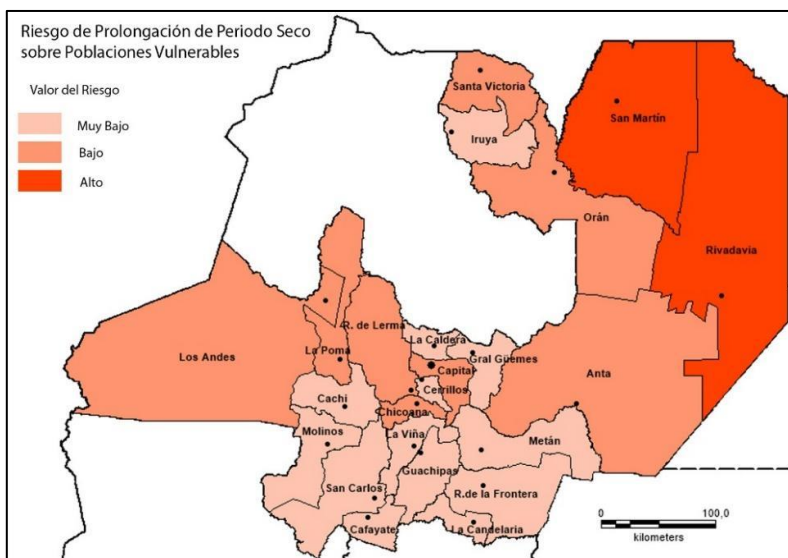 Riesgo de Prolongación de Periodo Seco
sobre Poblaciones Vulnerables
Valor del Riesgo
Muy Bajo
Bajo
Alto
Santa Victoria
Iruya
San Martín
Orán
Rivadavia
Los Andes
La Poma
R. de Lerma
La Caldera
Gral Güemes
Capital
Cerrillos
Anta
Cachi
Chicoana
Molinos
La Viña
Metán
Guachipas
San Carlos
R.de la Frontera
Cafayate
La Candelaria
0 100,0
kilometers